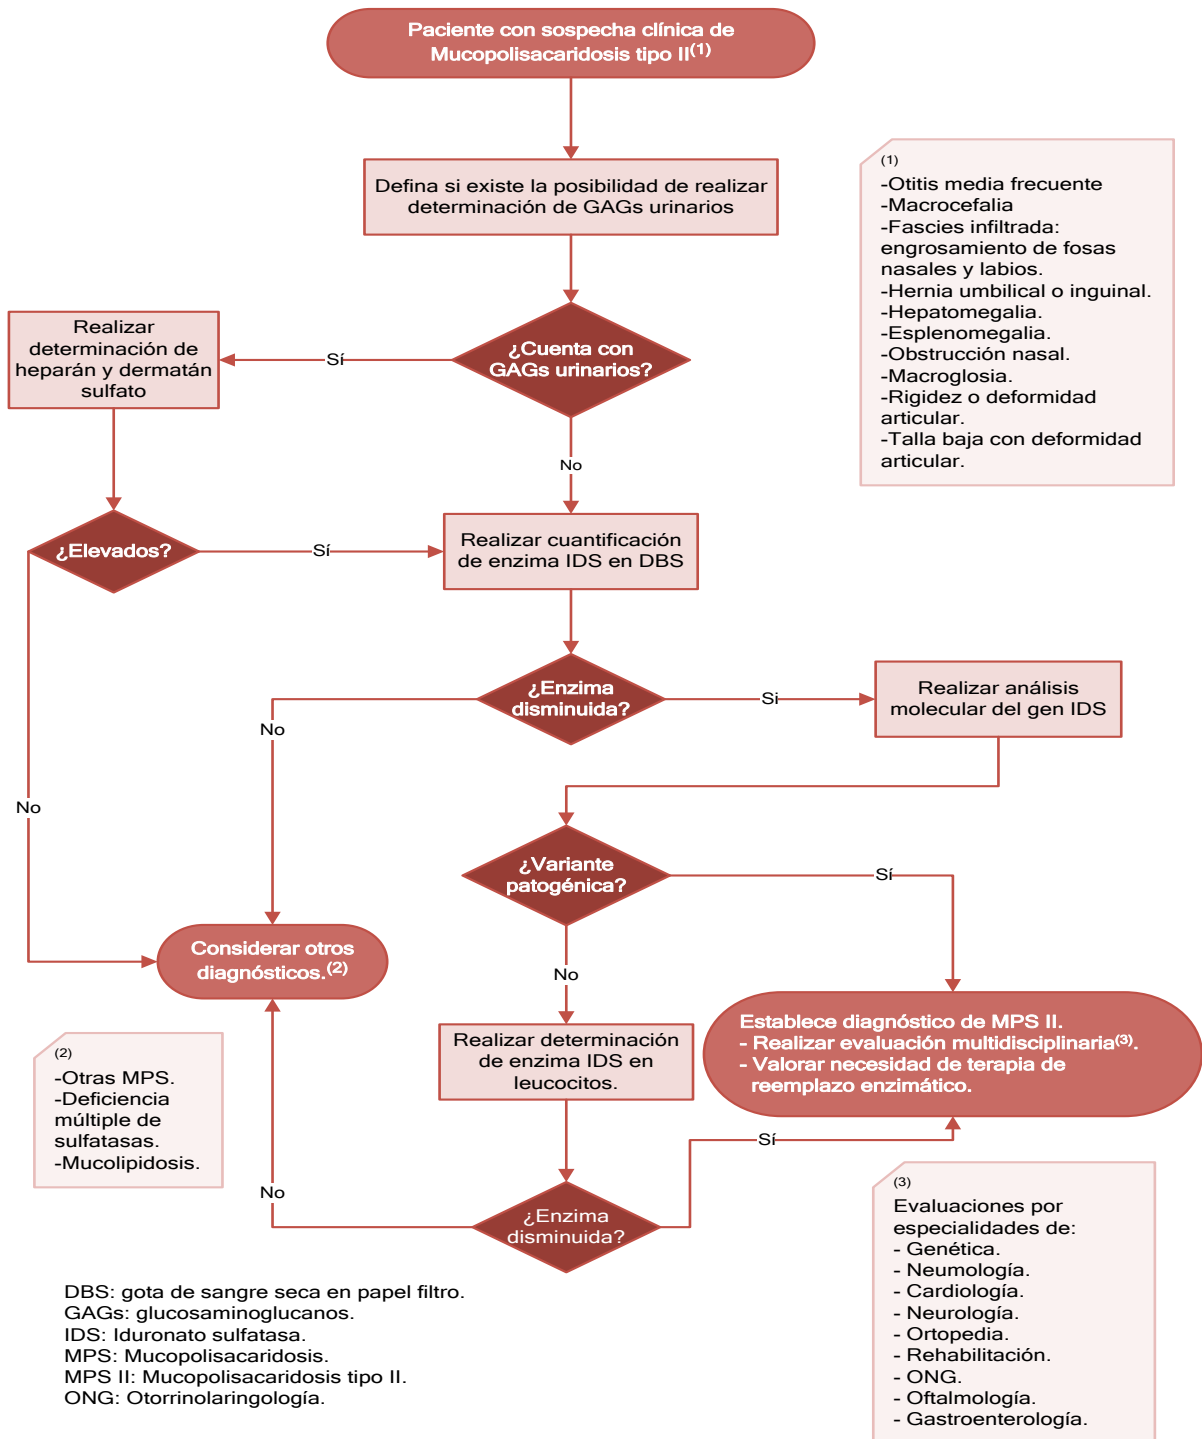 Paciente con sospecha clínica de
Mucopolisacaridosis tipo II(1)
Defina si existe la posibilidad de realizar
determinación de GAGs urinarios
(1)
-Otitis media frecuente
-Macrocefalia
-Fascies infiltrada:
engrosamiento de fosas
nasales y labios.
-Hernia umbilical o inguinal.
-Hepatomegalia.
-Esplenomegalia.
-Obstrucción nasal.
-Macroglosia.
-Rigidez o deformidad
articular.
-Talla baja con deformidad
articular.
¿Cuenta con
GAGs urinarios?
Sí
Realizar
determinación de
heparán y dermatán
sulfato
No
¿Elevados?
Sí
Realizar cuantificación
de enzima IDS en DBS
¿Enzima
disminuida?
Si
Realizar análisis
molecular del gen IDS
No
No
¿Variante
patogénica?
Sí
Considerar otros
diagnósticos.(2)
No
Realizar determinación
de enzima IDS en
leucocitos.
Establece diagnóstico de MPS II.
- Realizar evaluación multidisciplinaria(3).
- Valorar necesidad de terapia de
reemplazo enzimático.
(2)
-Otras MPS.
-Deficiencia
múltiple de
sulfatasas.
-Mucolipidosis.
Sí
No
¿Enzima
disminuida?
(3)
Evaluaciones por
especialidades de:
- Genética.
- Neumología.
- Cardiología.
- Neurología.
- Ortopedia.
- Rehabilitación.
- ONG.
- Oftalmología.
- Gastroenterología.
DBS: gota de sangre seca en papel filtro.
GAGs: glucosaminoglucanos.
IDS: Iduronato sulfatasa.
MPS: Mucopolisacaridosis.
MPS II: Mucopolisacaridosis tipo II.
ONG: Otorrinolaringología.